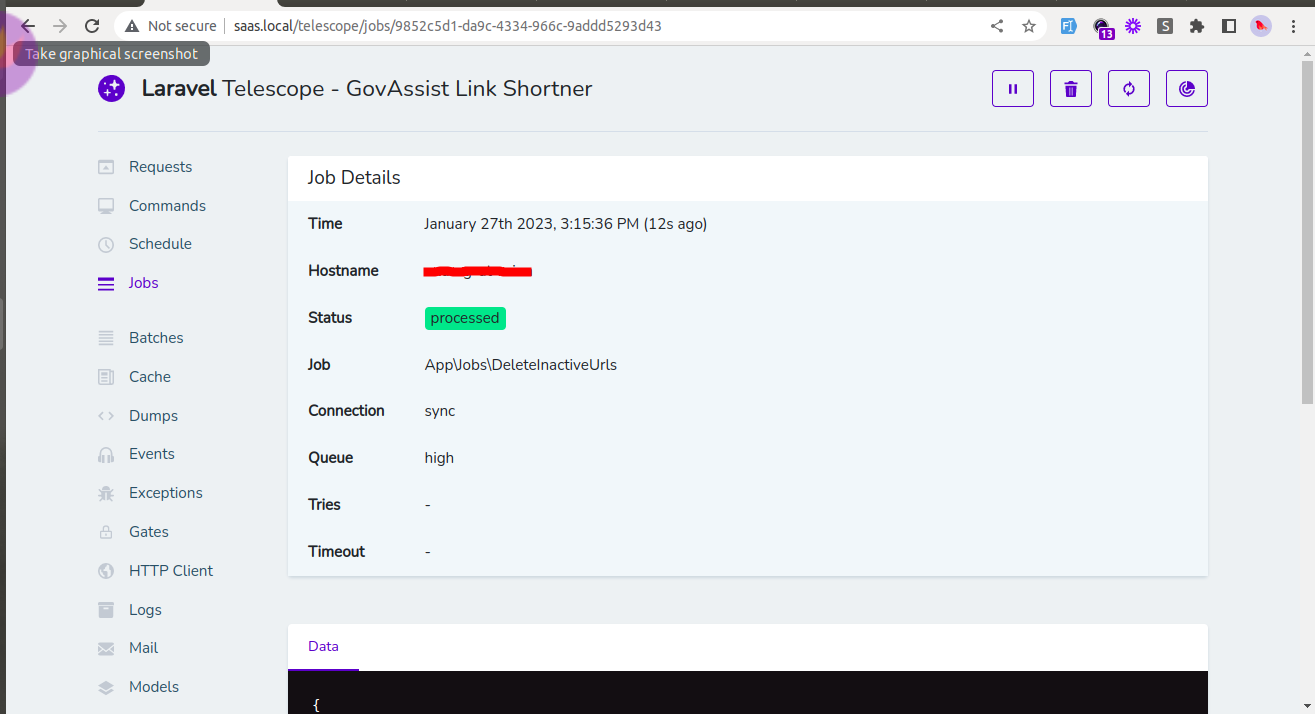 Not secure
saas.local/telescope/jobs/9852c5d1-da9c-4334-966c-9addd5293d43
13
S
Take graphical screenshot
Laravel Telescope - GovAssist Link Shortner
Requests
Commands
Schedule
Jobs
Batches
Cache
Dumps
Events
Exceptions
Gates
HTTP Client
Logs
Mail
Models
Job Details
Time January 27th 2023, 3:15:36 PM (12s ago)
Hostname
Status processed
Job App\Jobs\DeleteInactiveUrls
Connection sync
Queue high
Tries -
Timeout -
Data
{